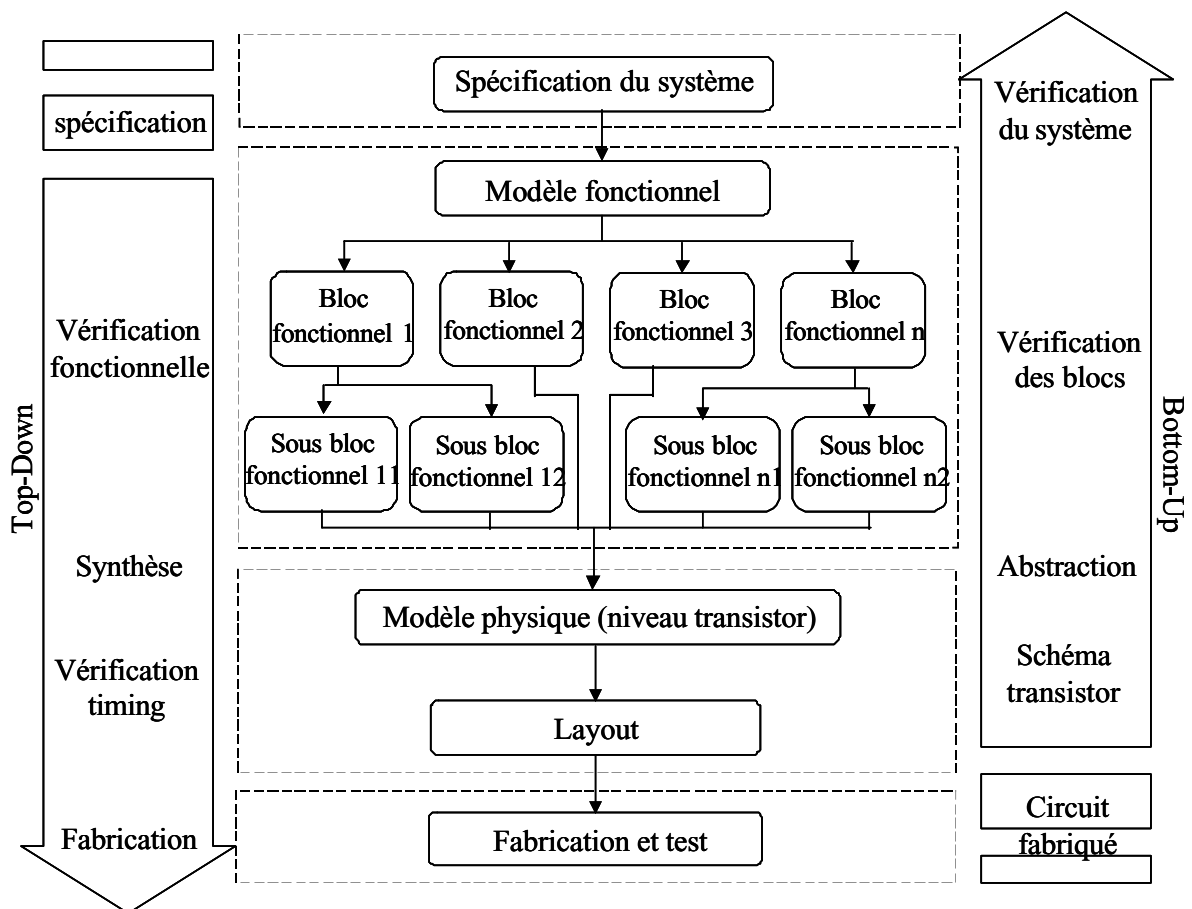 spécification
Vérification
fonctionnelle
Synthèse
Vérification
timing
Fabrication
Top-Down
Spécification du système
Modèle fonctionnel
Bloc
fonctionnel 1
Bloc
fonctionnel 2
Bloc
fonctionnel 3
Bloc
fonctionnel n
Sous bloc
fonctionnel 11
Sous bloc
fonctionnel 12
Sous bloc
fonctionnel n1
Sous bloc
fonctionnel n2
Modèle physique (niveau transistor)
Layout
Fabrication et test
Vérification
du système
Vérification
des blocs
Abstraction
Schéma
transistor
Circuit
fabriqué
Bottom-Up